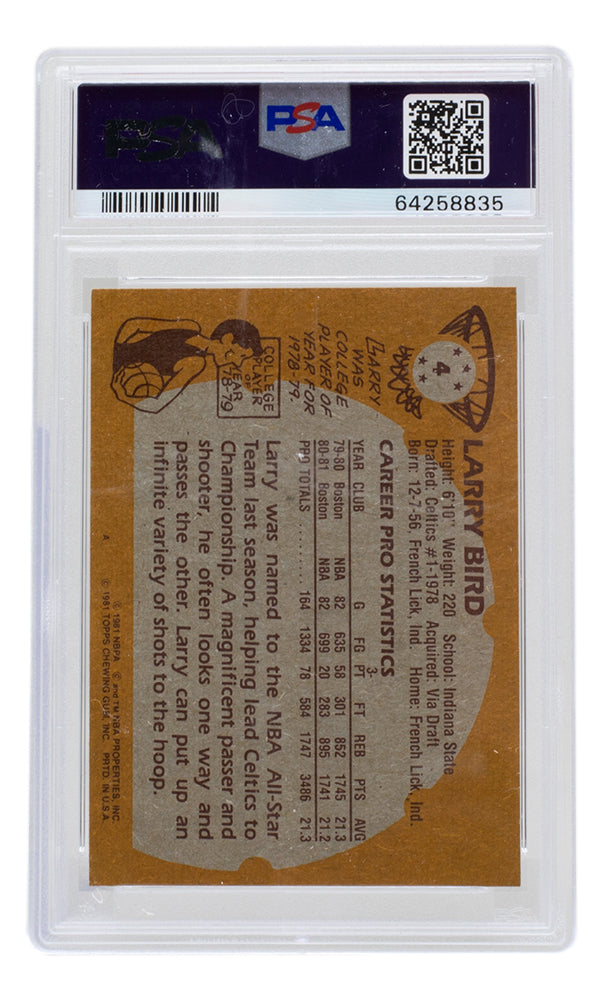 PSA
PSA
64258835
4
LARRY BIRD
Height: 6'10" Weight: 220 School: Indiana State
Drafted: Celtics #1-1978 Acquired: Via Draft
Born: 12-7-56, French Lick, Ind. Home: French Lick, Ind.
CAREER PRO STATISTICS
YEAR CLUB G FG 3-PT FT REB PTS AVG
79-80 Boston NBA 82 635 58 301 852 1745 21.3
80-81 Boston NBA 82 699 20 283 895 1741 21.2
PRO TOTALS .......... 164 1334 78 584 1747 3486 21.3
LARRY
WAS
COLLEGE
PLAYER OF
YEAR FOR
1978-79.
COLLEGE
PLAYER
OF
YEAR
'78-79
Larry was named to the NBA All-Star
Team last season, helping lead Celtics to
Championship. A magnificent passer and
shooter, he often looks one way and
passes the other. Larry can put up an
infinite variety of shots to the hoop.
A
© 1981 NBPA © and TM NBA PROPERTIES, INC.
© 1981 TOPPS CHEWING GUM, INC. PRTD. IN U.S.A.